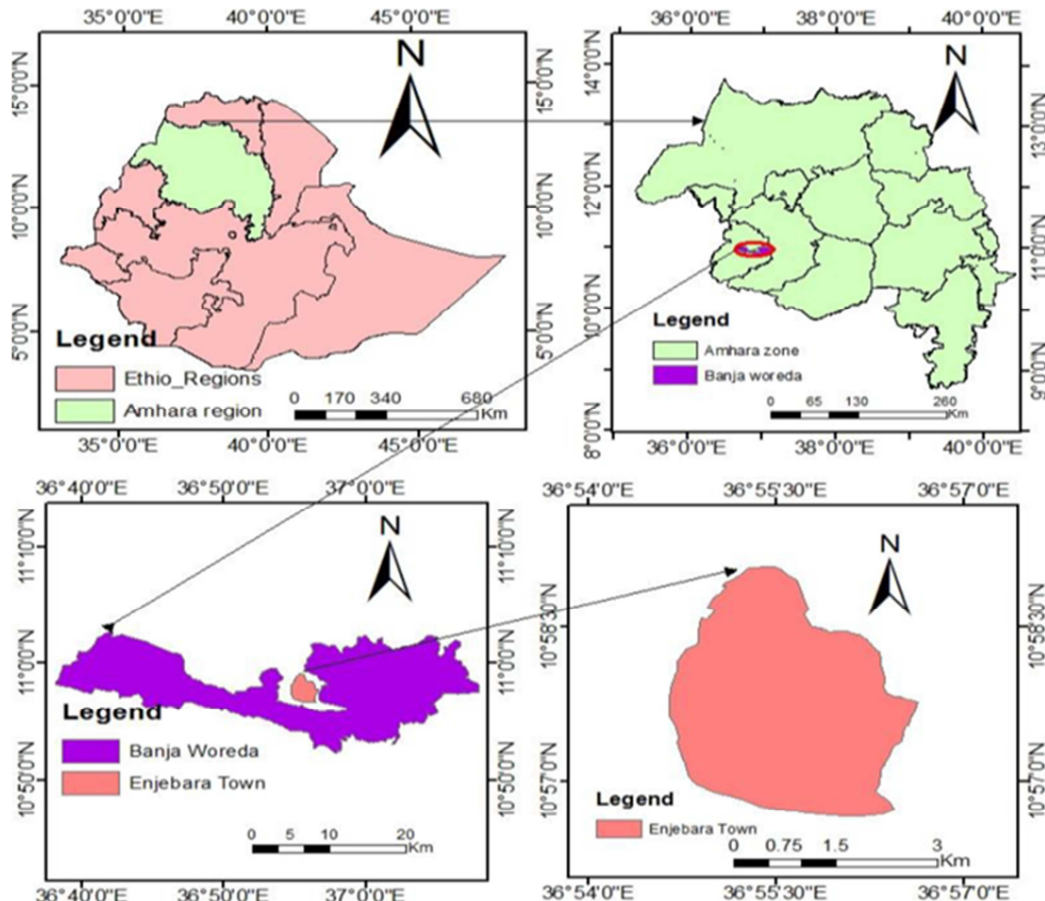 35°0'0"E 40°0'0"E 45°0'0"E
15°0'0"N
10°0'0"N
5°0'0"N
N
15°0'0"N
10°0'0"N
5°0'0"N
Legend
Ethio_Regions
Amhara region
0 170 340 680
Km
35°0'0"E 40°0'0"E 45°0'0"E
36°0'0"E 38°0'0"E 40°0'0"E
14°0'0"N
12°0'0"N
10°0'0"N
8°0'0"N
N
13°0'0"N
11°0'0"N
9°0'0"N
Legend
Amhara zone
Banja woreda
0 65 130 260
Km
36°0'0"E 38°0'0"E 40°0'0"E
36°40'0"E 36°50'0"E 37°0'0"E
11°10'0"N
11°0'0"N
10°50'0"N
N
11°10'0"N
11°0'0"N
10°50'0"N
Legend
Banja Woreda
Enjebara Town
0 5 10 20
Km
36°40'0"E 36°50'0"E 37°0'0"E
36°54'0"E 36°55'30"E 36°57'0"E
10°58'30"N
10°57'0"N
N
10°58'30"N
10°57'0"N
Legend
Enjebara Town
0 0.75 1.5 3
Km
36°54'0"E 36°55'30"E 36°57'0"E